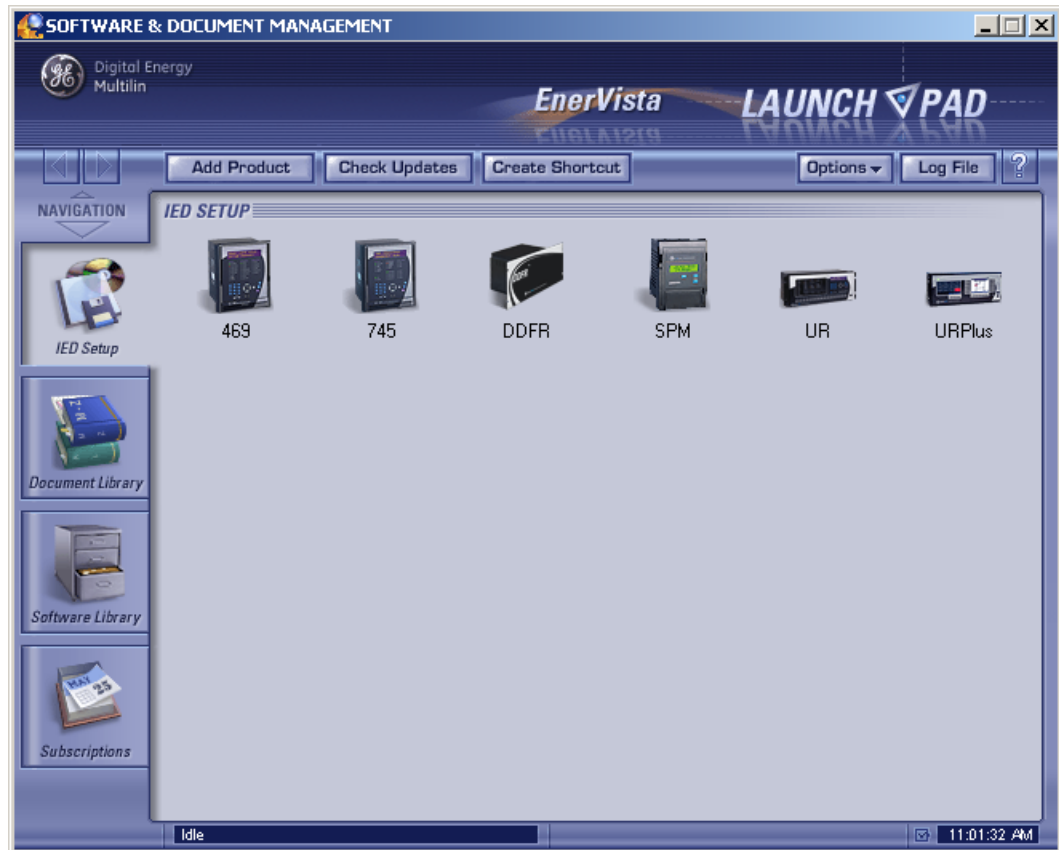 SOFTWARE & DOCUMENT MANAGEMENT
Digital Energy
Multilin
EnerVista LAUNCH PAD
Add Product Check Updates Create Shortcut Options Log File ?
NAVIGATION
IED SETUP
469 745 DDFR SPM UR URPlus
IED Setup
Document Library
Software Library
MAY
25
Subscriptions
Idle 11:01:32 AM